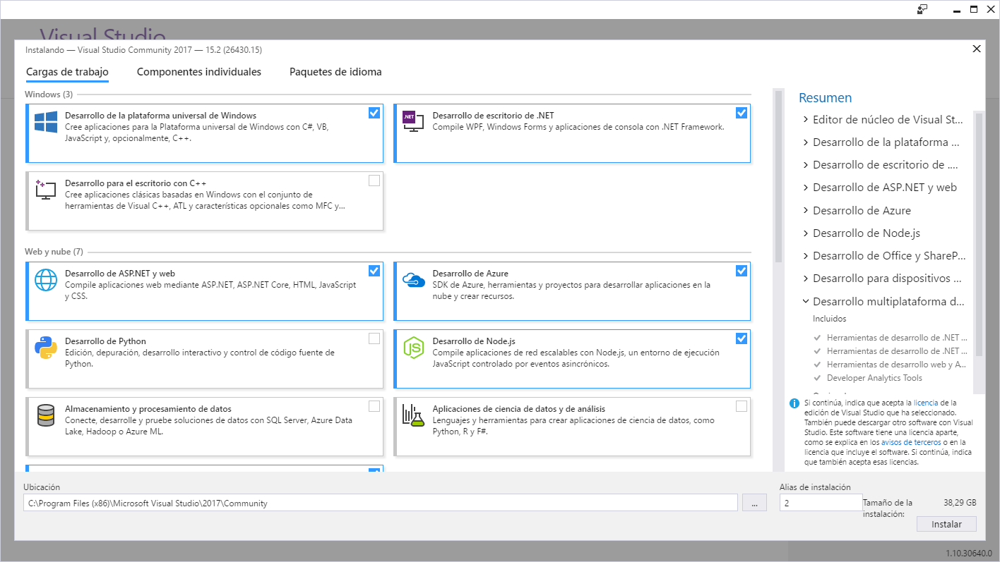 Visual Studio
Instalando — Visual Studio Community 2017 — 15.2 (26430.15)
Cargas de trabajo
Componentes individuales
Paquetes de idioma
Windows (3)
Desarrollo de la plataforma universal de Windows
Cree aplicaciones para la Plataforma universal de Windows con C#, VB,
JavaScript y, opcionalmente, C++.
.NET
Desarrollo de escritorio de .NET
Compile WPF, Windows Forms y aplicaciones de consola con .NET Framework.
Desarrollo para el escritorio con C++
Cree aplicaciones clásicas basadas en Windows con el conjunto de
herramientas de Visual C++, ATL y características opcionales como MFC y...
Web y nube (7)
Desarrollo de ASP.NET y web
Compile aplicaciones web mediante ASP.NET, ASP.NET Core, HTML, JavaScript
y CSS.
Desarrollo de Azure
SDK de Azure, herramientas y proyectos para desarrollar aplicaciones en la
nube y crear recursos.
Desarrollo de Python
Edición, depuración, desarrollo interactivo y control de código fuente de
Python.
JS
Desarrollo de Node.js
Compile aplicaciones de red escalables con Node.js, un entorno de ejecución
JavaScript controlado por eventos asincrónicos.
Almacenamiento y procesamiento de datos
Conecte, desarrolle y pruebe soluciones de datos con SQL Server, Azure Data
Lake, Hadoop o Azure ML.
Aplicaciones de ciencia de datos y de análisis
Lenguajes y herramientas para crear aplicaciones de ciencia de datos, como
Python, R y F#.
Resumen
Editor de núcleo de Visual St...
Desarrollo de la plataforma ...
Desarrollo de escritorio de ....
Desarrollo de ASP.NET y web
Desarrollo de Azure
Desarrollo de Node.js
Desarrollo de Office y ShareP...
Desarrollo para dispositivos ...
Desarrollo multiplataforma d...
Incluidos
Herramientas de desarrollo de .NET ...
Herramientas de desarrollo de .NET ...
Herramientas de desarrollo web y A...
Developer Analytics Tools
Si continúa, indica que acepta la licencia de la
edición de Visual Studio que ha seleccionado.
También puede descargar otro software con Visual
Studio. Este software tiene una licencia aparte,
como se explica en los avisos de terceros o en la
licencia que incluye el software. Si continúa, indica
que también acepta esas licencias.
Ubicación
C:\Program Files (x86)\Microsoft Visual Studio\2017\Community
...
Alias de instalación
2
Tamaño de la
instalación:
38,29 GB
Instalar
1.10.30640.0